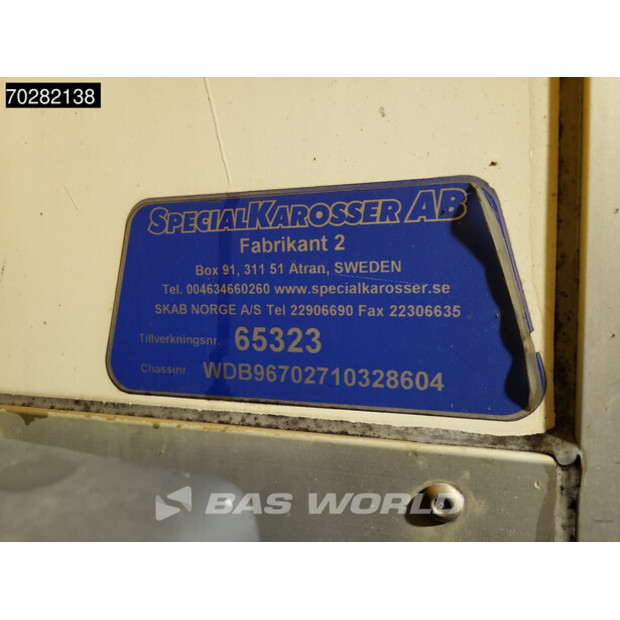 70282138
SPECIALKAROSSER AB
Fabrikant 2
Box 91, 311 51 Ätran, SWEDEN
Tel. 004634660260 www.specialkarosser.se
SKAB NORGE A/S Tel 22906690 Fax 22306635
Tillverkningsnr. 65323
Chassinr. WDB96702710328604
BAS WORLD